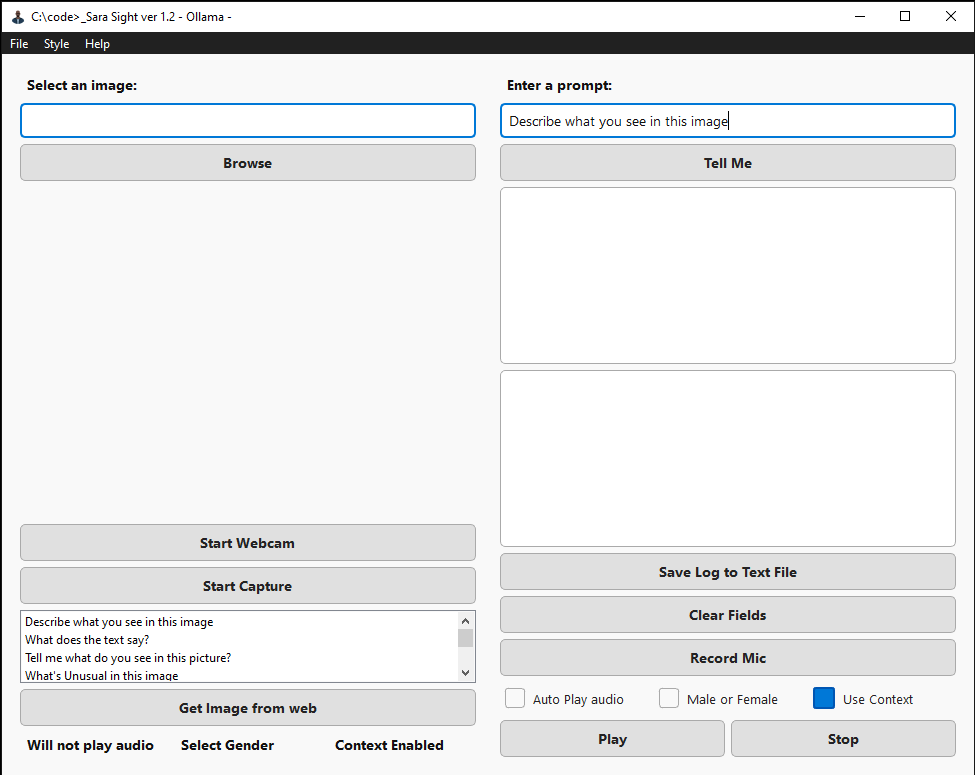 C:\code>_Sara Sight ver 1.2 - Ollama -
File Style Help
Select an image:
Browse
Start Webcam
Start Capture
Describe what you see in this image
What does the text say?
Tell me what do you see in this picture?
What's Unusual in this image
Get Image from web
Will not play audio Select Gender Context Enabled
Enter a prompt:
Describe what you see in this image
Tell Me
Save Log to Text File
Clear Fields
Record Mic
Auto Play audio Male or Female Use Context
Play Stop